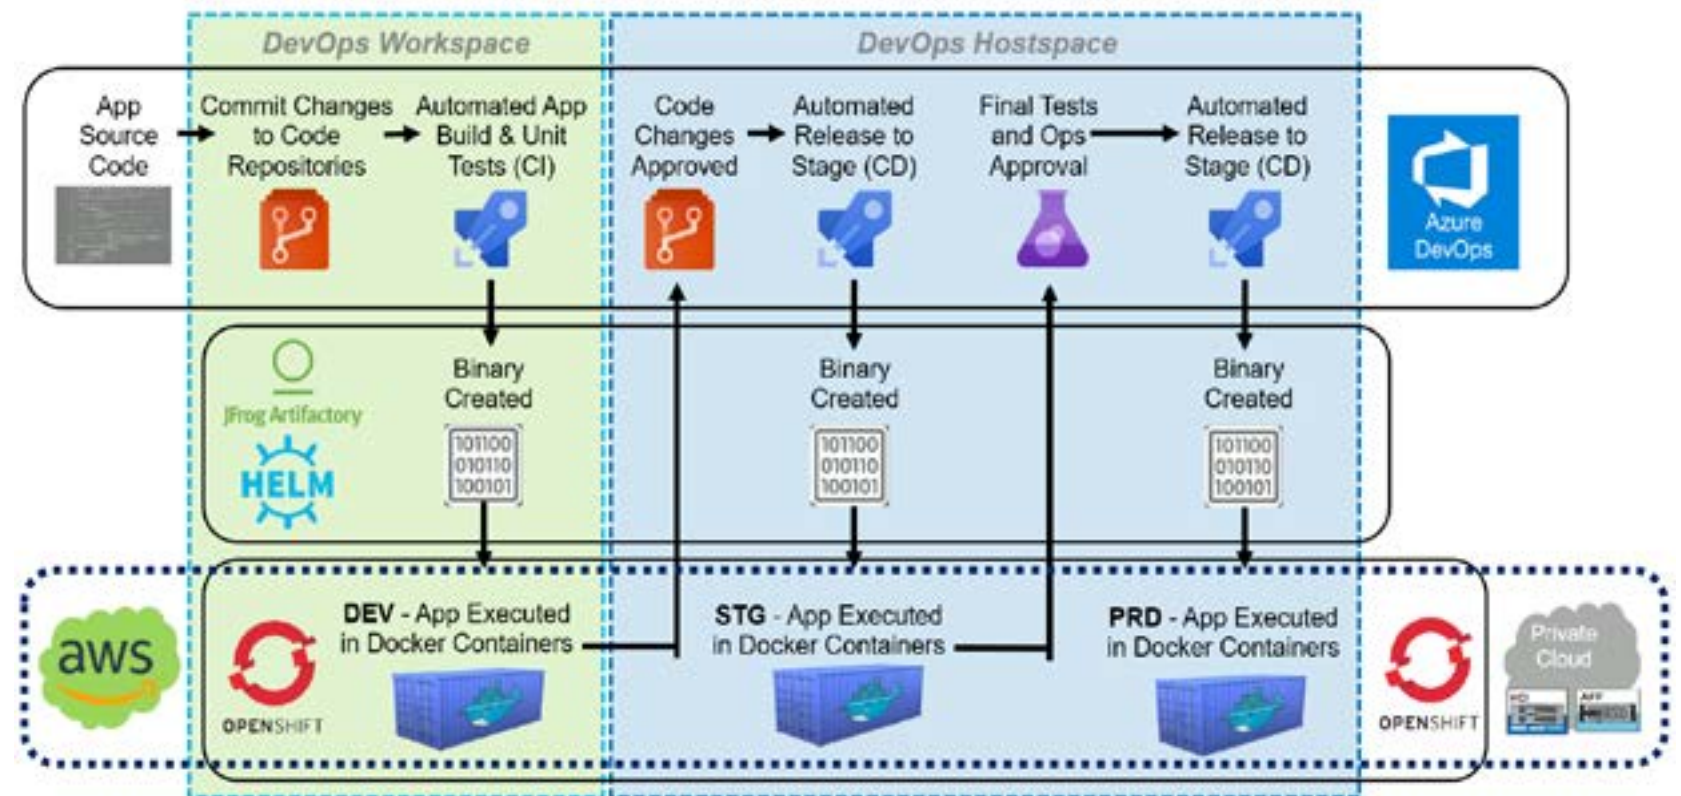 DevOps Workspace
DevOps Hostspace
App
Source
Code
Commit Changes
to Code
Repositories
Automated App
Build & Unit
Tests (CI)
Code
Changes
Approved
Automated
Release to
Stage (CD)
Final Tests
and Ops
Approval
Automated
Release to
Stage (CD)
Azure
DevOps
JFrog Artifactory
HELM
Binary
Created
101100
010110
100101
Binary
Created
101100
010110
100101
Binary
Created
101100
010110
100101
aws
OPENSHIFT
DEV - App Executed
in Docker Containers
STG - App Executed
in Docker Containers
PRD - App Executed
in Docker Containers
OPENSHIFT
Private
Cloud
HCI
AFF